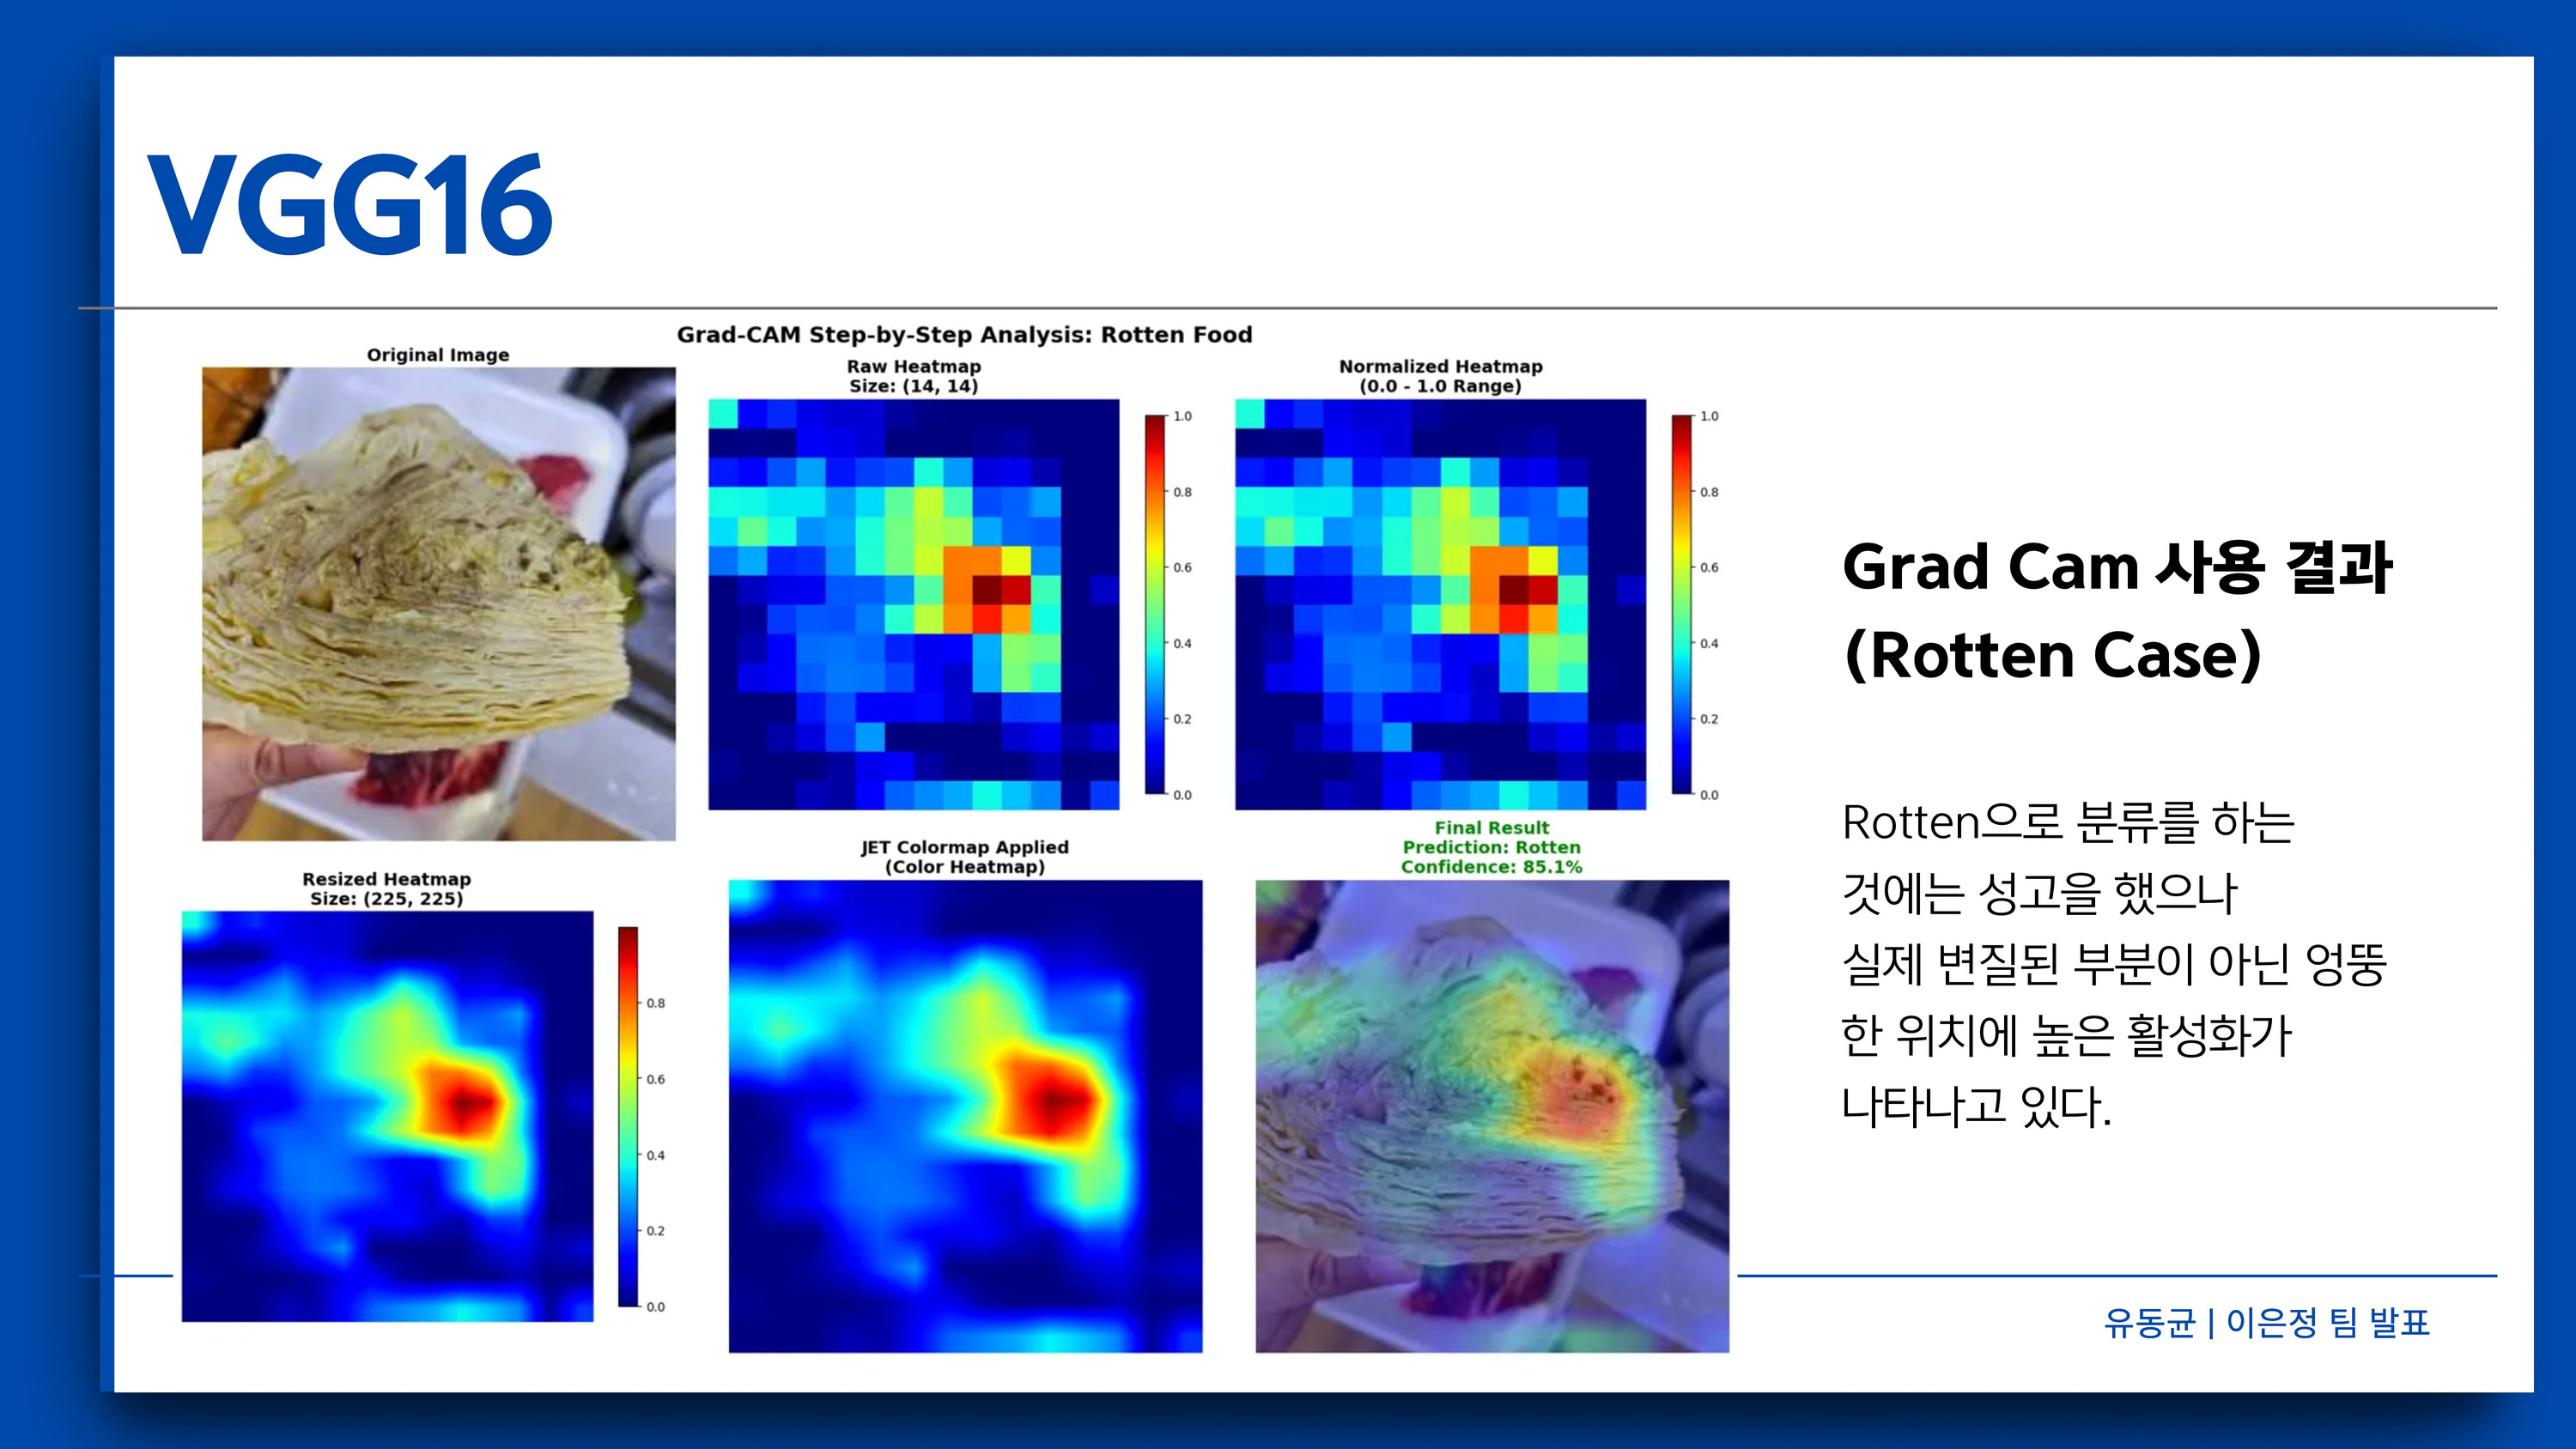 VGG16
Grad-CAM Step-by-Step Analysis: Rotten Food
Original Image
Raw Heatmap
Size: (14, 14)
1.0
0.8
0.6
0.4
0.2
0.0
Normalized Heatmap
(0.0 - 1.0 Range)
1.0
0.8
0.6
0.4
0.2
0.0
Resized Heatmap
Size: (225, 225)
0.8
0.6
0.4
0.2
0.0
JET Colormap Applied
(Color Heatmap)
Final Result
Prediction: Rotten
Confidence: 85.1%
Grad Cam 사용 결과
(Rotten Case)
Rotten으로 분류를 하는
것에는 성고을 했으나
실제 변질된 부분이 아닌 엉뚱
한 위치에 높은 활성화가
나타나고 있다.
유동균 | 이은정 팀 발표